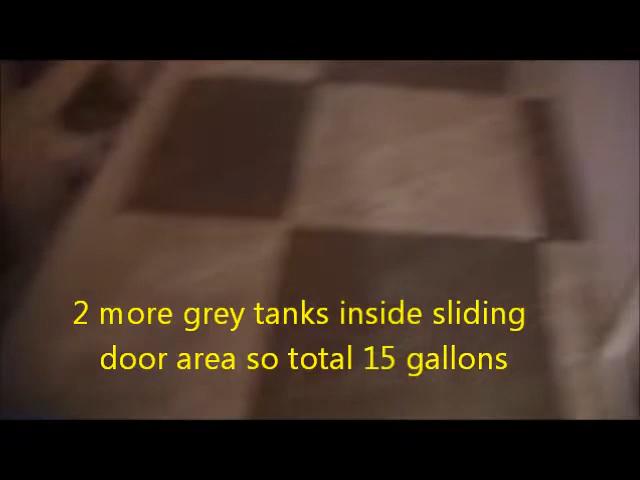 2 more grey tanks inside sliding
door area so total 15 gallons